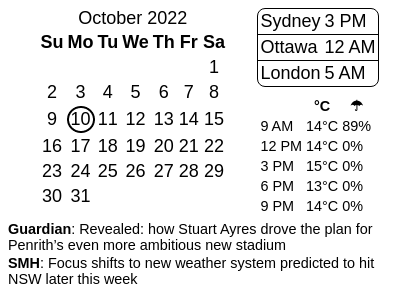 October 2022
Su Mo Tu We Th Fr Sa
1
2 3 4 5 6 7 8
9 10 11 12 13 14 15
16 17 18 19 20 21 22
23 24 25 26 27 28 29
30 31
Sydney 3 PM
Ottawa 12 AM
London 5 AM
°C ☂
9 AM 14°C 89%
12 PM 14°C 0%
3 PM 15°C 0%
6 PM 13°C 0%
9 PM 14°C 0%
Guardian: Revealed: how Stuart Ayres drove the plan for
Penrith’s even more ambitious new stadium
SMH: Focus shifts to new weather system predicted to hit
NSW later this week